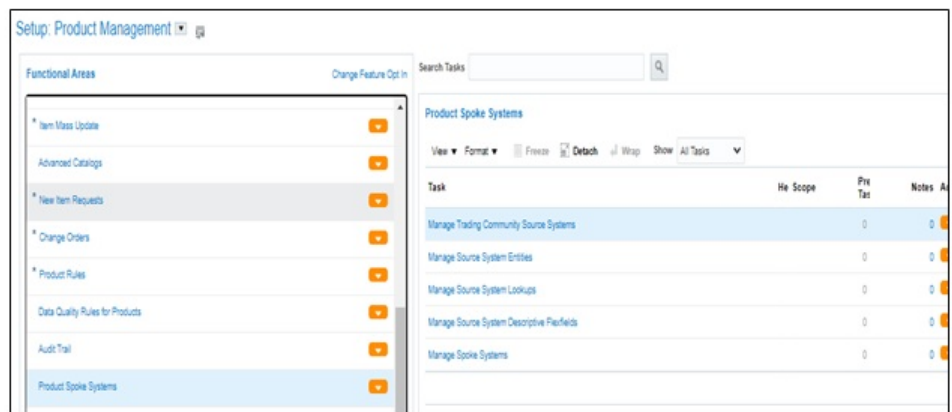 Setup: Product Management
Functional Areas
Change Feature Opt In
* Item Mass Update
Advanced Catalogs
* New Item Requests
* Change Orders
* Product Rules
Data Quality Rules for Products
Audit Trail
Product Spoke Systems
Search Tasks
Product Spoke Systems
View Format Freeze Detach Wrap Show All Tasks
Task He Scope Pre Tas Notes Ac
Manage Trading Community Source Systems 0 0
Manage Source System Entities 0 0
Manage Source System Lookups 0 0
Manage Source System Descriptive Flexfields 0 0
Manage Spoke Systems 0 0